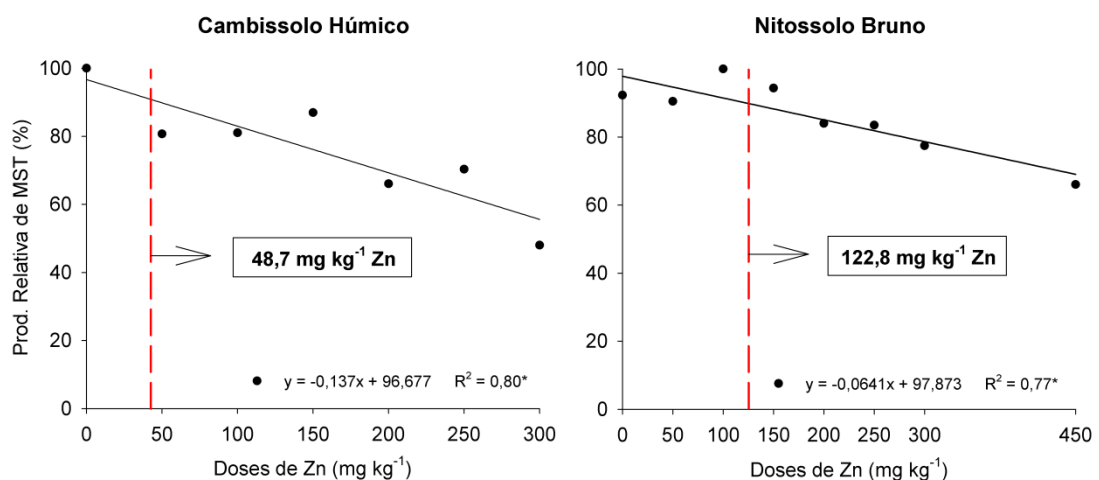 Cambissolo Húmico
Prod. Relativa de MST (%)
100
80
60
40
20
0
48,7 mg kg⁻¹ Zn
y = -0,137x + 96,677 R² = 0,80*
0 50 100 150 200 250 300
Doses de Zn (mg kg⁻¹)
Nitossolo Bruno
100
80
60
40
20
0
122,8 mg kg⁻¹ Zn
y = -0,0641x + 97,873 R² = 0,77*
0 50 100 150 200 250 300 450
Doses de Zn (mg kg⁻¹)